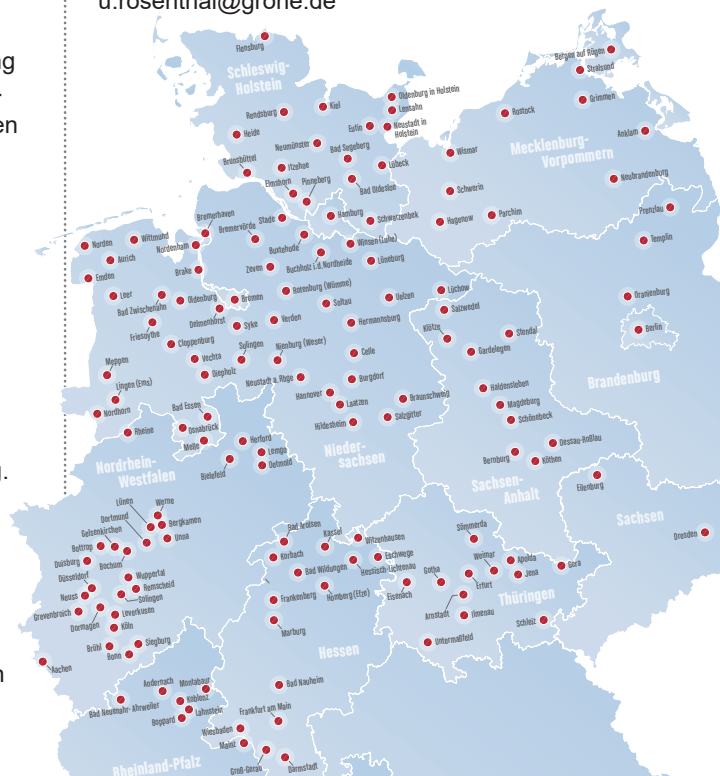 u.rosenthal@grohe.de
ng
en
g.
n
Flensburg
Schleswig-
Holstein
Bergen auf Rügen
Stralsund
Oldenburg in Holstein
Grimmen
Rendsburg
Kiel
Lensahn
Rostock
Eutin
Neustadt in
Holstein
Heide
Anklam
Neumünster
Bad Segeberg
Mecklenburg-
Vorpommern
Wismar
Brunsbüttel
Itzehoe
Lübeck
Elmshorn
Pinneberg
Bad Oldesloe
Neubrandenburg
Schwerin
Prenzlau
Bremerhaven
Stade
Hamburg
Schwarzenbek
Hagenow
Parchim
Norden
Wittmund
Nordenham
Bremervörde
Buxtehude
Winsen (Luhe)
Templin
Aurich
Emden
Brake
Zeven
Buchholz i.d. Nordheide
Lüneburg
Leer
Bad Zwischenahn
Oldenburg
Bremen
Rotenburg (Wümme)
Soltau
Uelzen
Lüchow
Oranienburg
Salzwedel
Friesoythe
Delmenhorst
Syke
Verden
Hermannsburg
Klötze
Stendal
Berlin
Cloppenburg
Vechta
Sulingen
Nienburg (Weser)
Celle
Gardelegen
Meppen
Diepholz
Neustadt a. Rbge
Burgdorf
Brandenburg
Lingen (Ems)
Hannover
Laatzen
Braunschweig
Haldensleben
Magdeburg
Nordhorn
Bad Essen
Hildesheim
Salzgitter
Schönebeck
Rheine
Osnabrück
Melle
Herford
Lemgo
Detmold
Bielefeld
Nieder-
sachsen
Dessau-Roßlau
Bernburg
Köthen
Nordrhein-
Westfalen
Sachsen-
Anhalt
Eilenburg
Lünen
Werne
Dortmund
Bergkamen
Gelsenkirchen
Unna
Bottrop
Bochum
Duisburg
Sachsen
Dresden
Bad Arolsen
Kassel
Witzenhausen
Sömmerda
Korbach
Eschwege
Hessisch-Lichtenau
Bad Wildungen
Weimar
Apolda
Gera
Düsseldorf
Wuppertal
Remscheid
Solingen
Neuss
Gotha
Erfurt
Jena
Eisenach
Grevenbroich
Dormagen
Leverkusen
Köln
Frankenberg
Homberg (Efze)
Arnstadt
Ilmenau
Thüringen
Schleiz
Marburg
Untermaßfeld
Brühl
Siegburg
Bonn
Hessen
Aachen
Andernach
Montabaur
Bad Nauheim
Bad Neuenahr- Ahrweiler
Koblenz
Lahnstein
Boppard
Frankfurt am Main
Wiesbaden
Mainz
Groß-Gerau
Darmstadt
Rheinland-Pfalz